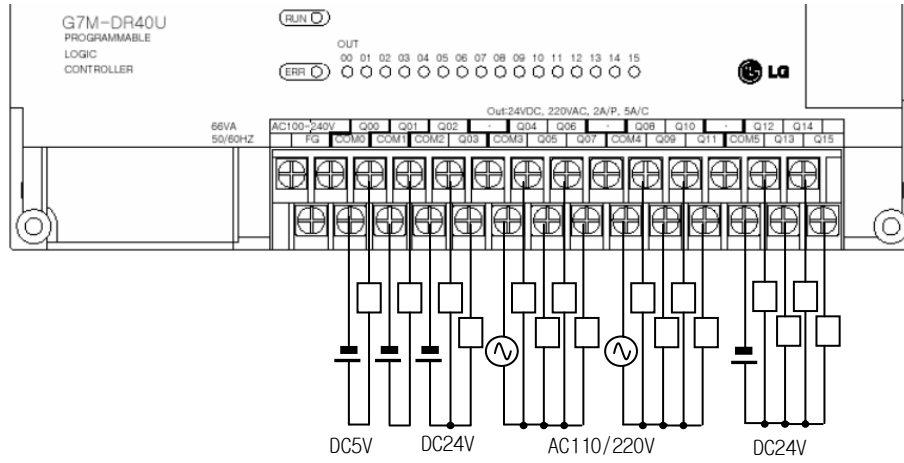 G7M-DR40U
PROGRAMMABLE
LOGIC
CONTROLLER
RUN
ERR
OUT
00 01 02 03 04 05 06 07 08 09 10 11 12 13 14 15
LG
Out:24VDC, 220VAC, 2A/P, 5A/C
66VA
50/60HZ
AC100-240V Q00 Q01 Q02 · Q04 Q06 · Q08 Q10 · Q12 Q14
FG COM0 COM1 COM2 Q03 COM3 Q05 Q07 COM4 Q09 Q11 COM5 Q13 Q15
DC5V DC24V AC110/220V DC24V